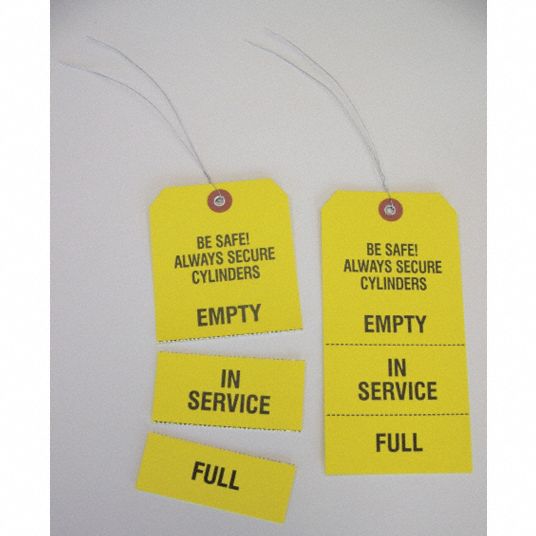 BE SAFE!
ALWAYS SECURE
CYLINDERS
EMPTY
IN
SERVICE
FULL
BE SAFE!
ALWAYS SECURE
CYLINDERS
EMPTY
IN
SERVICE
FULL